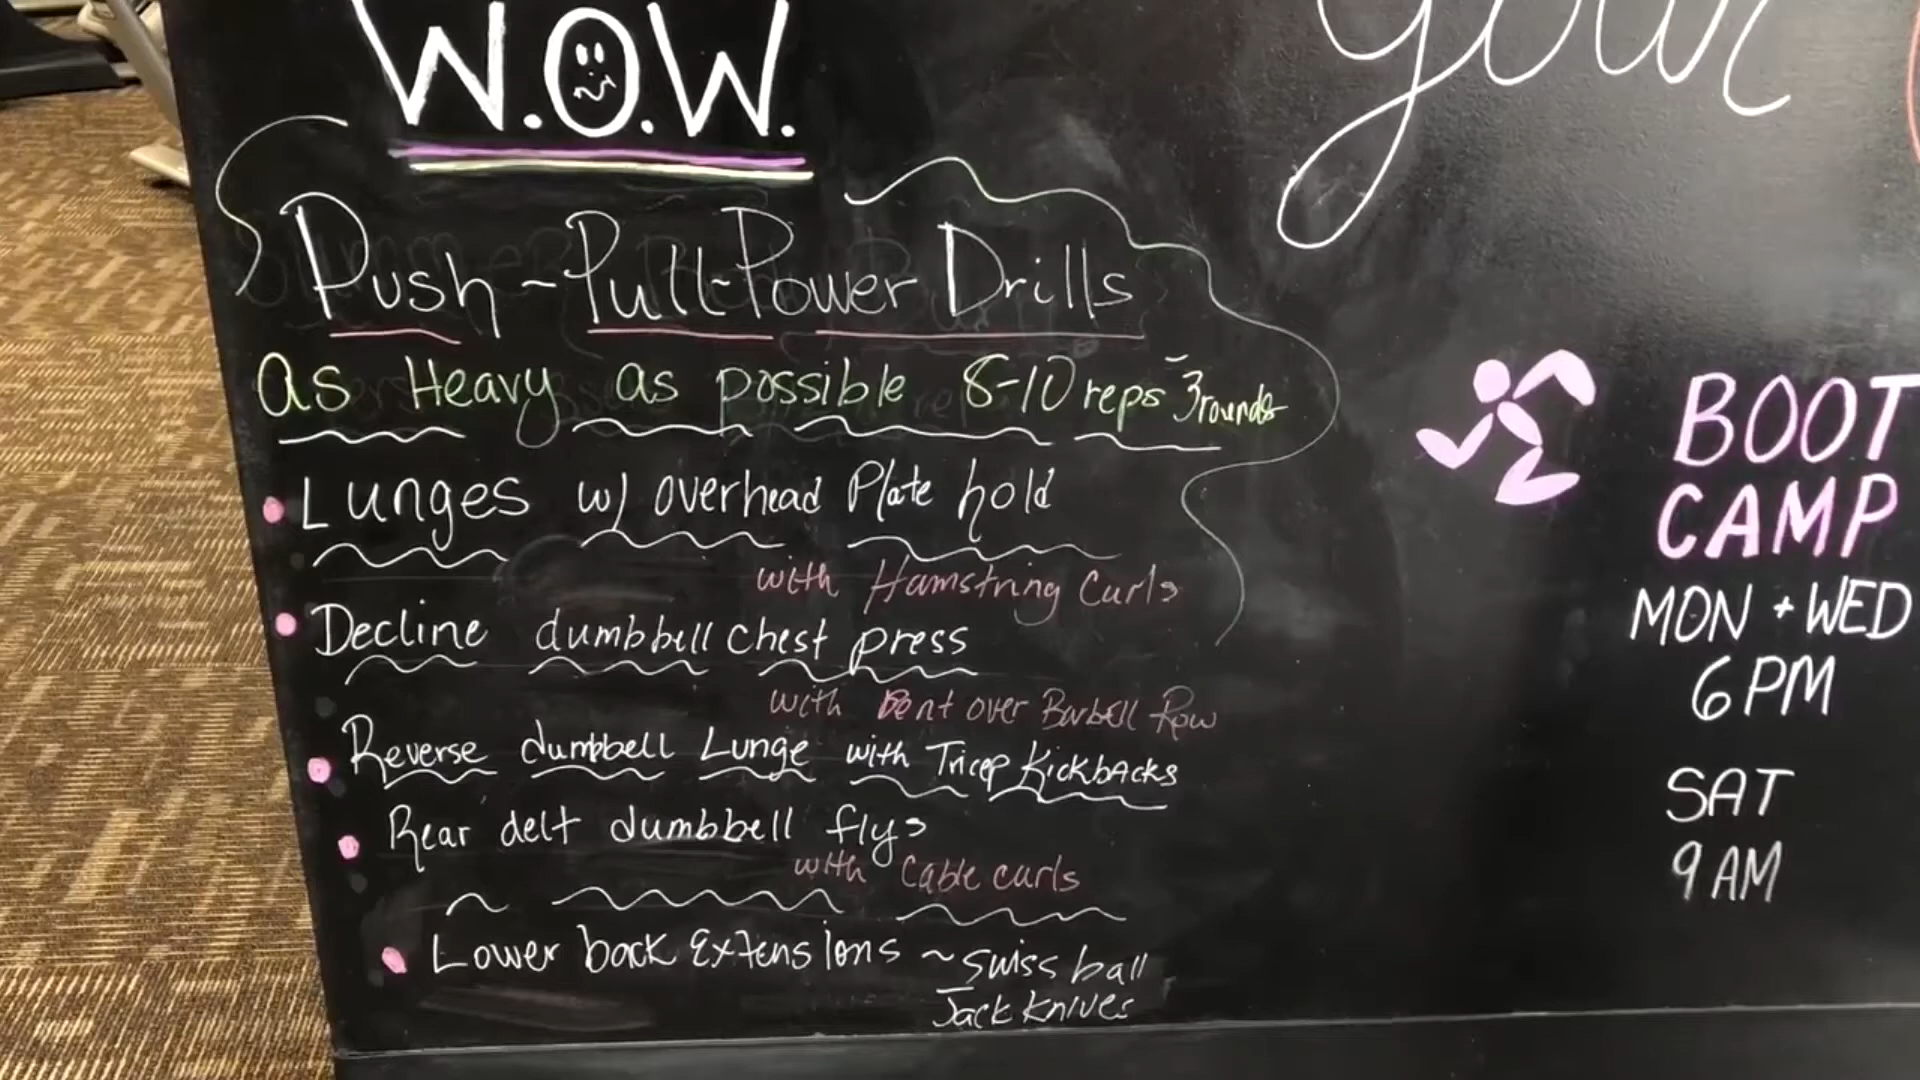 W.O.W.
Push~Pull-Power Drills
as Heavy as possible 8-10 reps 3 rounds
Lunges w/ overhead Plate hold
with Hamstring Curls
Decline dumbbell chest press
with Bent over Barbell Row
Reverse dumbbell Lunge with Tricep Kickbacks
Rear delt dumbbell flys
with Cable curls
Lower back Extensions ~ Swiss ball
Jack Knives
your
BOOT
CAMP
MON + WED
6 PM
SAT
9 AM